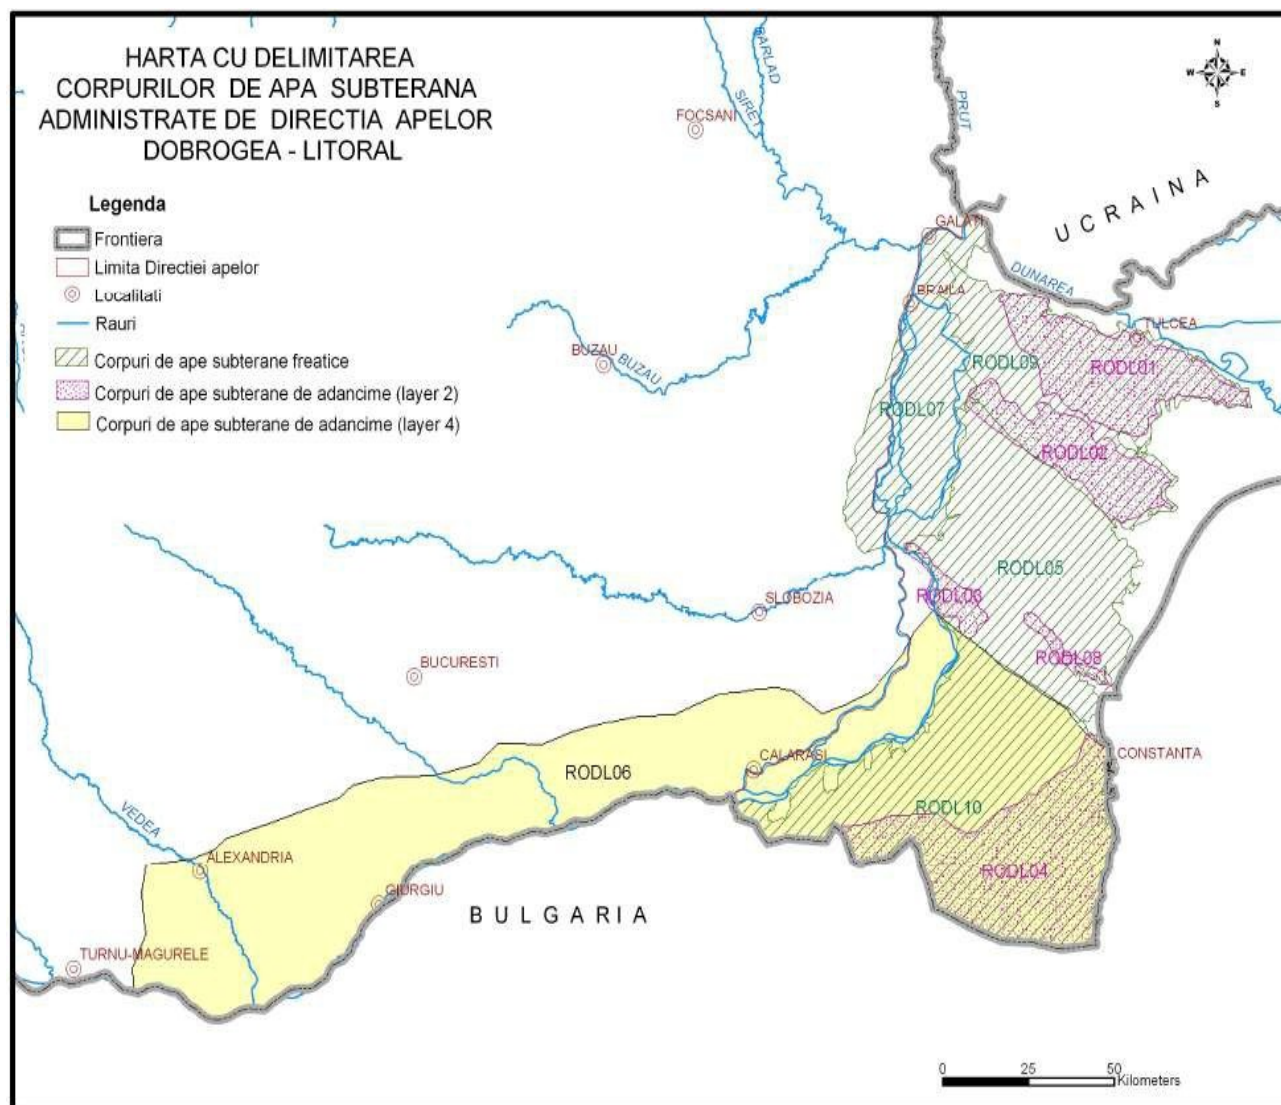 HARTA CU DELIMITAREA
CORPURILOR DE APA SUBTERANA
ADMINISTRATE DE DIRECTIA APELOR
DOBROGEA - LITORAL
Legenda
Frontiera
Limita Directiei apelor
Localitati
Rauri
Corpuri de ape subterane freatice
Corpuri de ape subterane de adancime (layer 2)
Corpuri de ape subterane de adancime (layer 4)
N
W E
S
BARLAD
SIRET
PRUT
FOCSANI
UCRAINA
GALATI
DUNAREA
BRAILA
TULCEA
BUZAU
BUZAU
RODL09
RODL01
RODL07
RODL02
RODL05
RODL03
SLOBOZIA
RODL08
BUCURESTI
CONSTANTA
CALARASI
RODL06
RODL10
VEDEA
ALEXANDRIA
RODL04
GIURGIU
BULGARIA
TURNU-MAGURELE
0 25 50
Kilometers